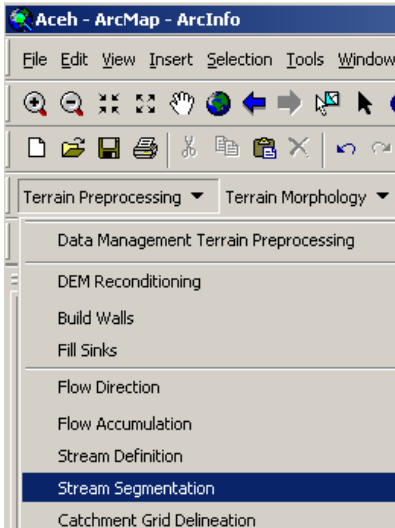 Aceh - ArcMap - ArcInfo
File Edit View Insert Selection Tools Window
Terrain Preprocessing Terrain Morphology
Data Management Terrain Preprocessing
DEM Reconditioning
Build Walls
Fill Sinks
Flow Direction
Flow Accumulation
Stream Definition
Stream Segmentation
Catchment Grid Delineation